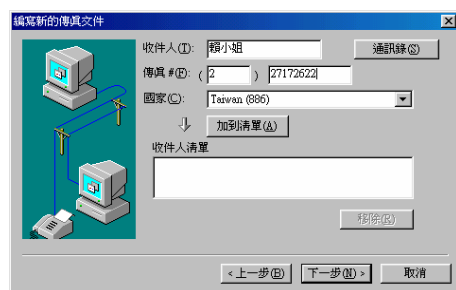 編寫新的傳真文件
收件人(T): 賴小姐 通訊錄(S)
傳真 #(F): ( 2 ) 27172622
國家(C): Taiwan (886)
加到清單(A)
收件人清單
移除(R)
<上一步(B) 下一步(N)> 取消